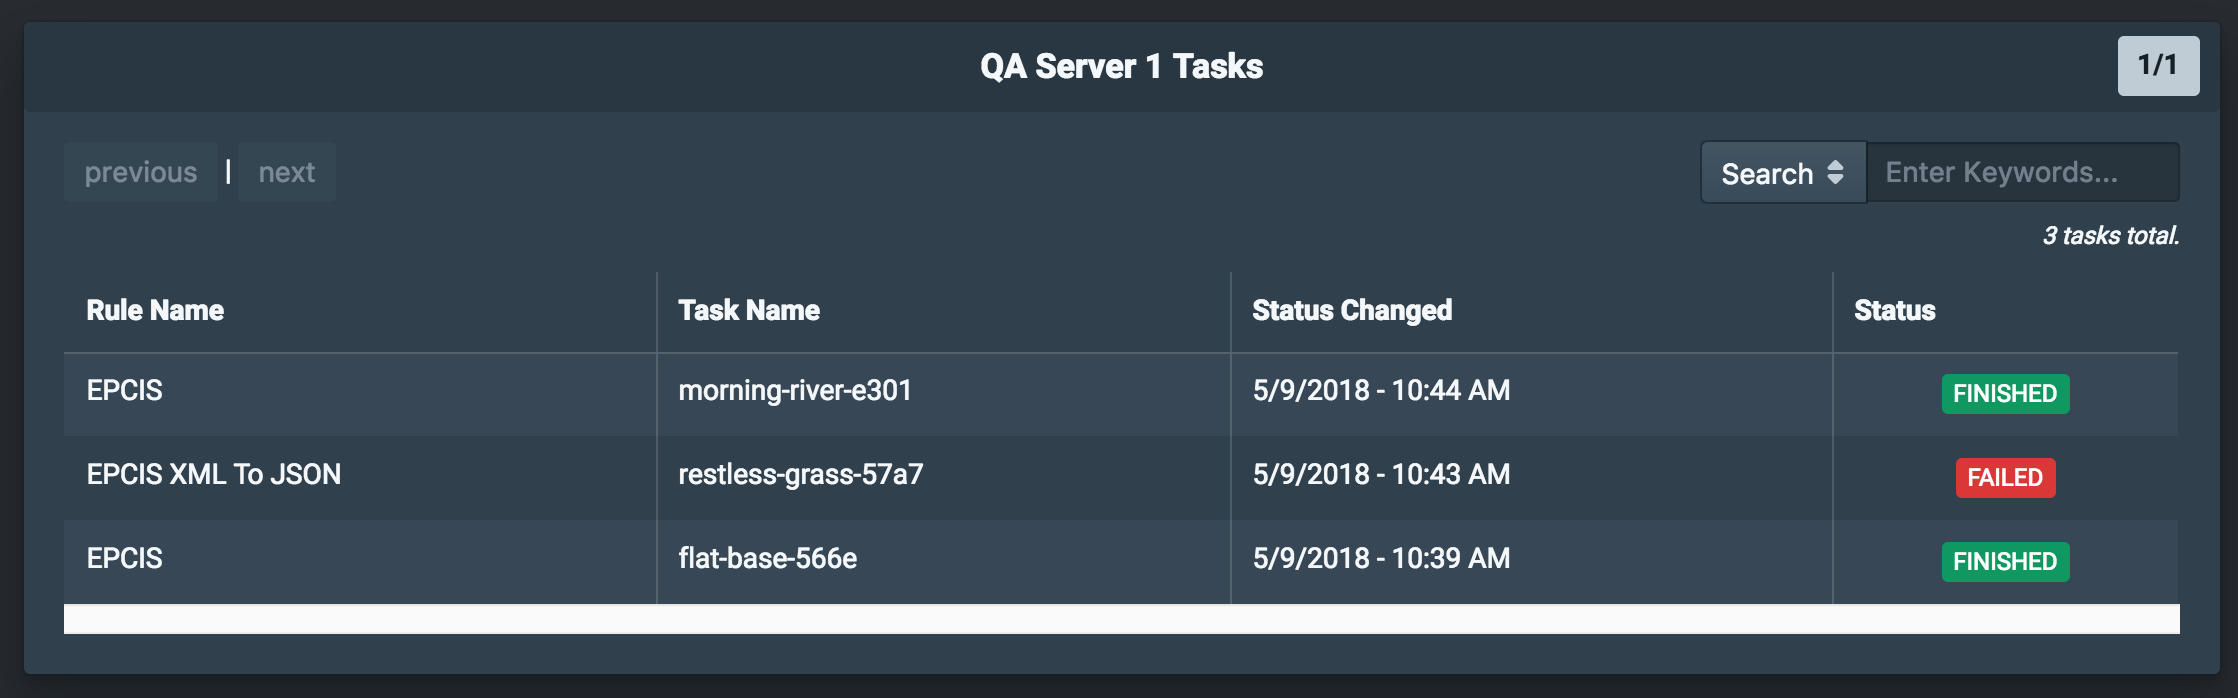 QA Server 1 Tasks
1/1
previous | next
Search Enter Keywords...
3 tasks total.
Rule Name Task Name Status Changed Status
EPCIS morning-river-e301 5/9/2018 - 10:44 AM FINISHED
EPCIS XML To JSON restless-grass-57a7 5/9/2018 - 10:43 AM FAILED
EPCIS flat-base-566e 5/9/2018 - 10:39 AM FINISHED